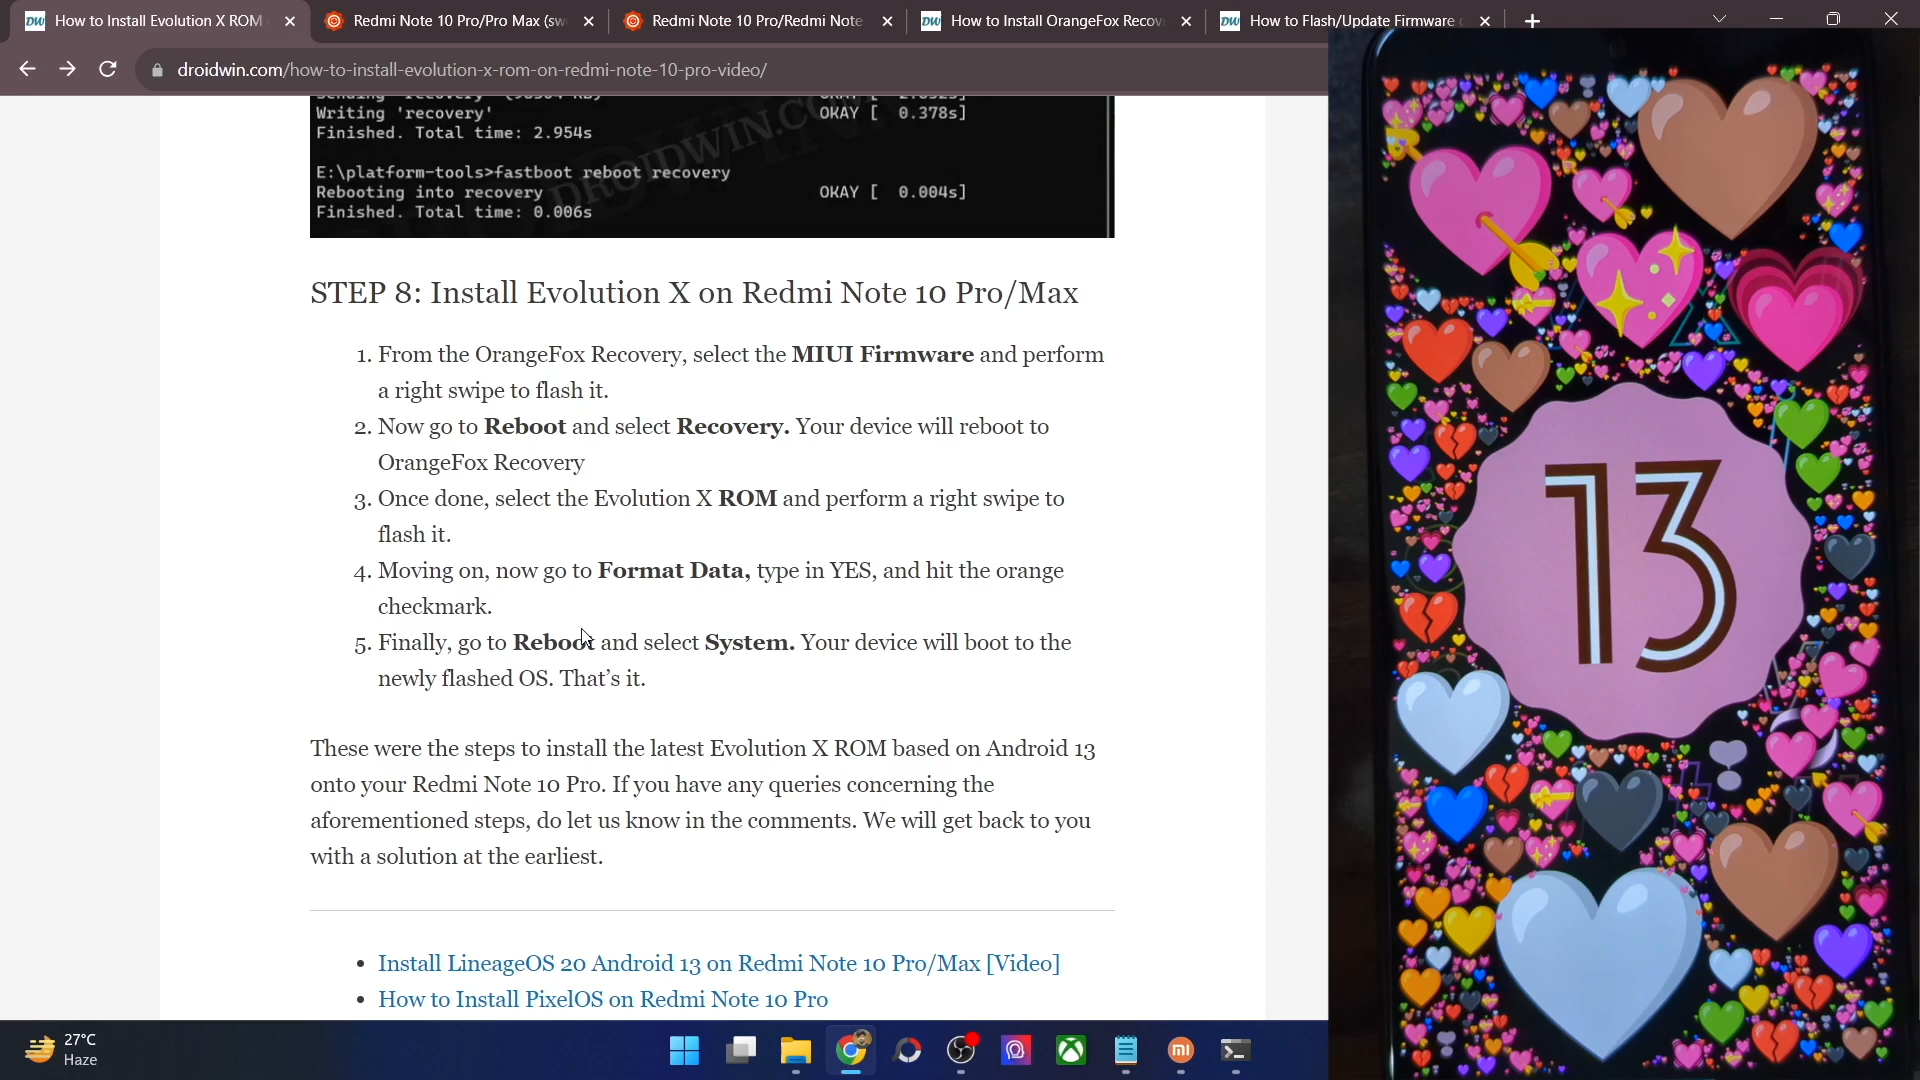 How to Install Evolution X ROM
Redmi Note 10 Pro/Pro Max (sw
Redmi Note 10 Pro/Redmi Note
How to Install OrangeFox Recov
How to Flash/Update Firmware
droidwin.com/how-to-install-evolution-x-rom-on-redmi-note-10-pro-video/
Writing 'recovery' OKAY [ 0.378s]
Finished. Total time: 2.954s
E:\platform-tools>fastboot reboot recovery
Rebooting into recovery OKAY [ 0.004s]
Finished. Total time: 0.006s
STEP 8: Install Evolution X on Redmi Note 10 Pro/Max
1. From the OrangeFox Recovery, select the MIUI Firmware and perform
a right swipe to flash it.
2. Now go to Reboot and select Recovery. Your device will reboot to
OrangeFox Recovery
3. Once done, select the Evolution X ROM and perform a right swipe to
flash it.
4. Moving on, now go to Format Data, type in YES, and hit the orange
checkmark.
5. Finally, go to Reboot and select System. Your device will boot to the
newly flashed OS. That's it.
These were the steps to install the latest Evolution X ROM based on Android 13
onto your Redmi Note 10 Pro. If you have any queries concerning the
aforementioned steps, do let us know in the comments. We will get back to you
with a solution at the earliest.
• Install LineageOS 20 Android 13 on Redmi Note 10 Pro/Max [Video]
• How to Install PixelOS on Redmi Note 10 Pro
27°C
Haze
13